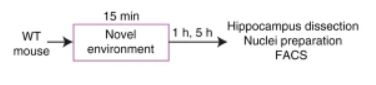 15 min
WT
mouse
Novel
environment
1 h, 5 h
Hippocampus dissection
Nuclei preparation
FACS